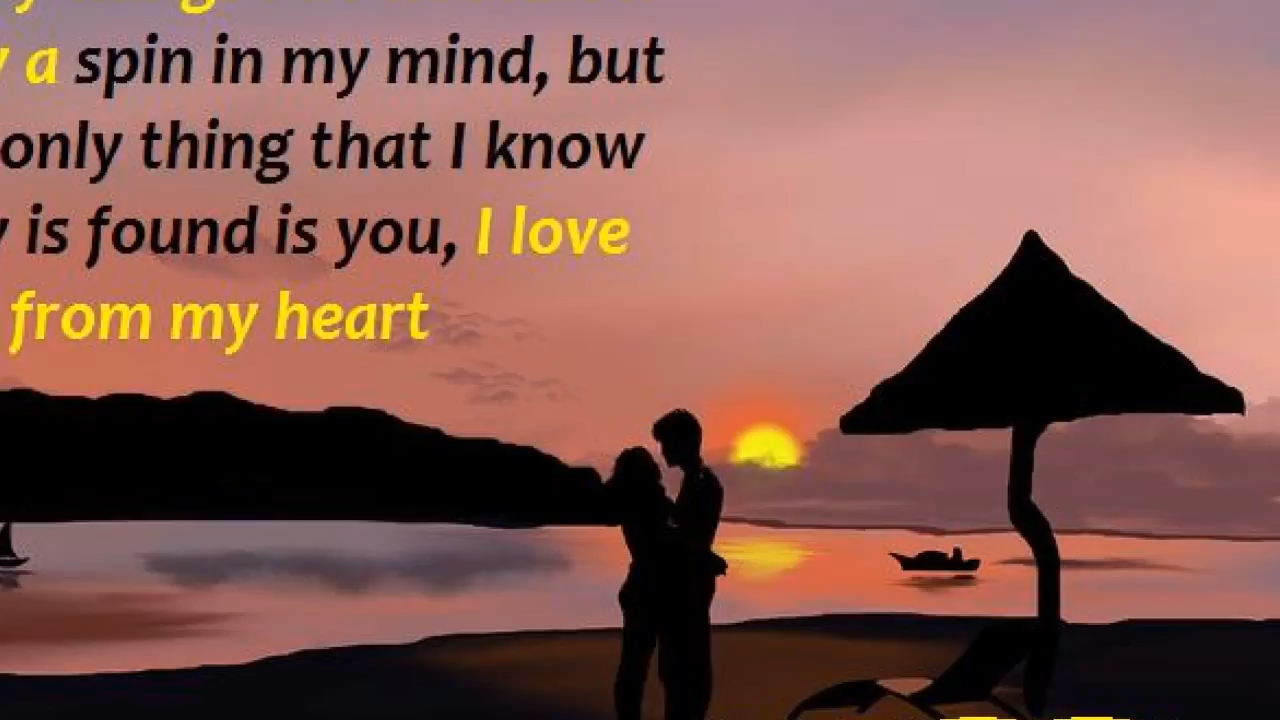 a spin in my mind, but
only thing that I know
is found is you, I love
from my heart